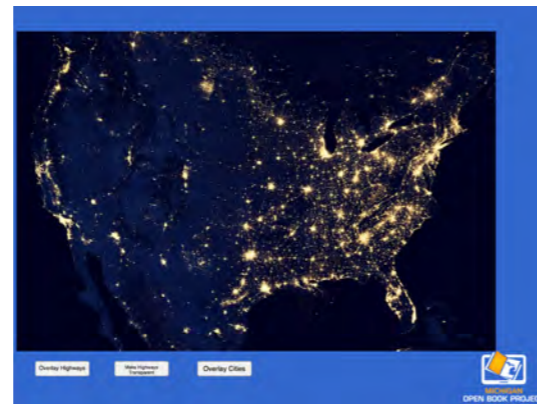 Overlay Highways
Make Highways
Transparent
Overlay Cities
MICHIGAN
OPEN BOOK PROJECT